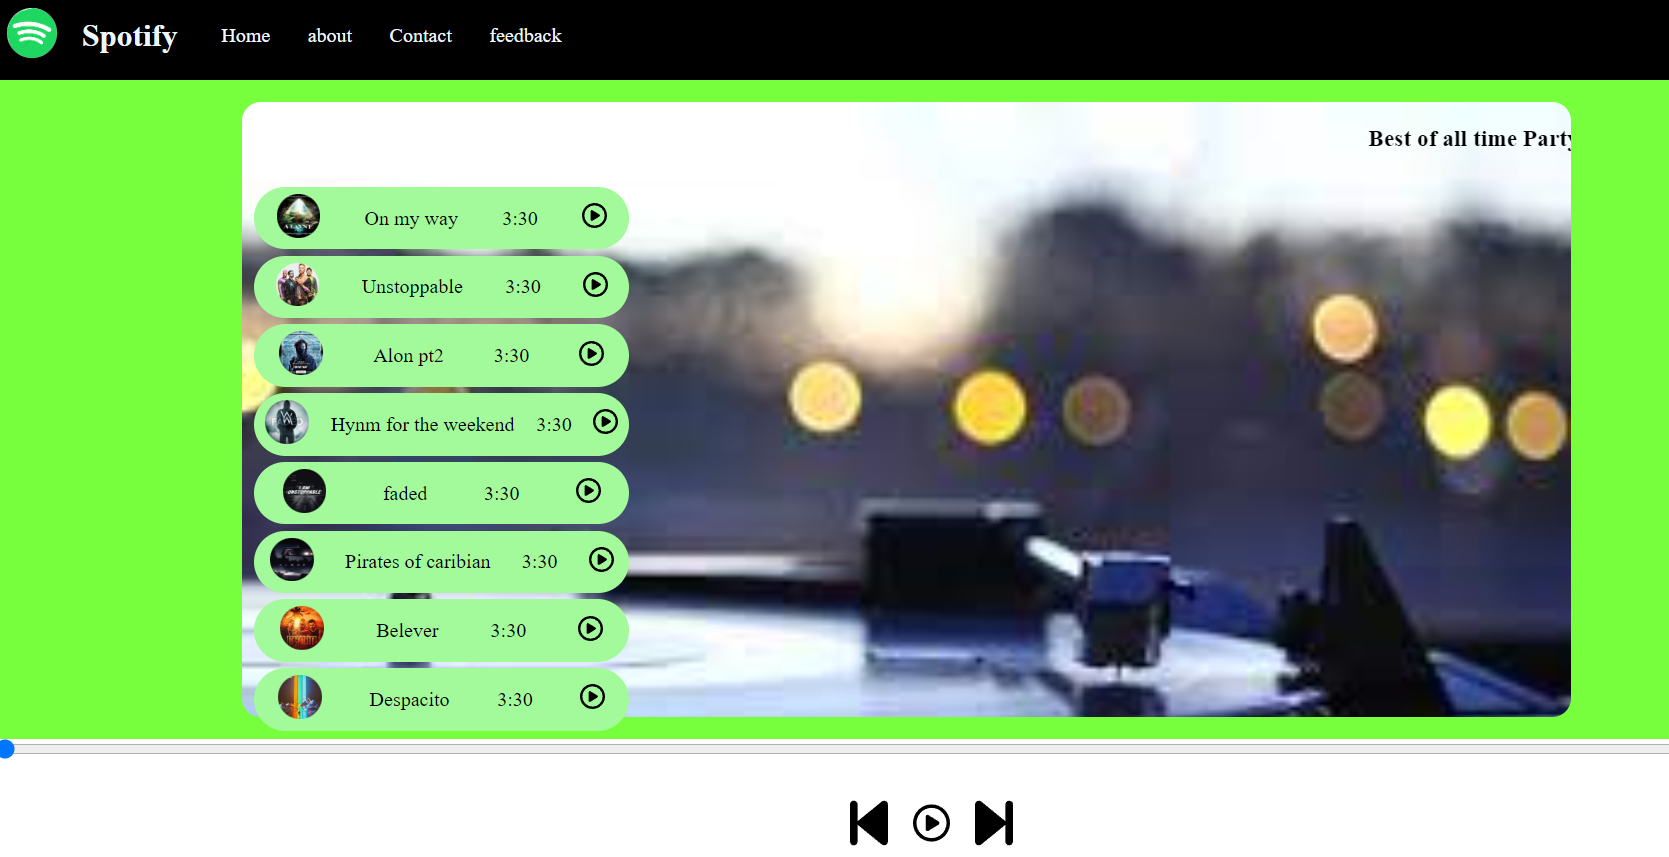 Spotify Home about Contact feedback
Best of all time Party
On my way 3:30
Unstoppable 3:30
Alon pt2 3:30
Hynm for the weekend 3:30
faded 3:30
Pirates of caribian 3:30
Belever 3:30
Despacito 3:30